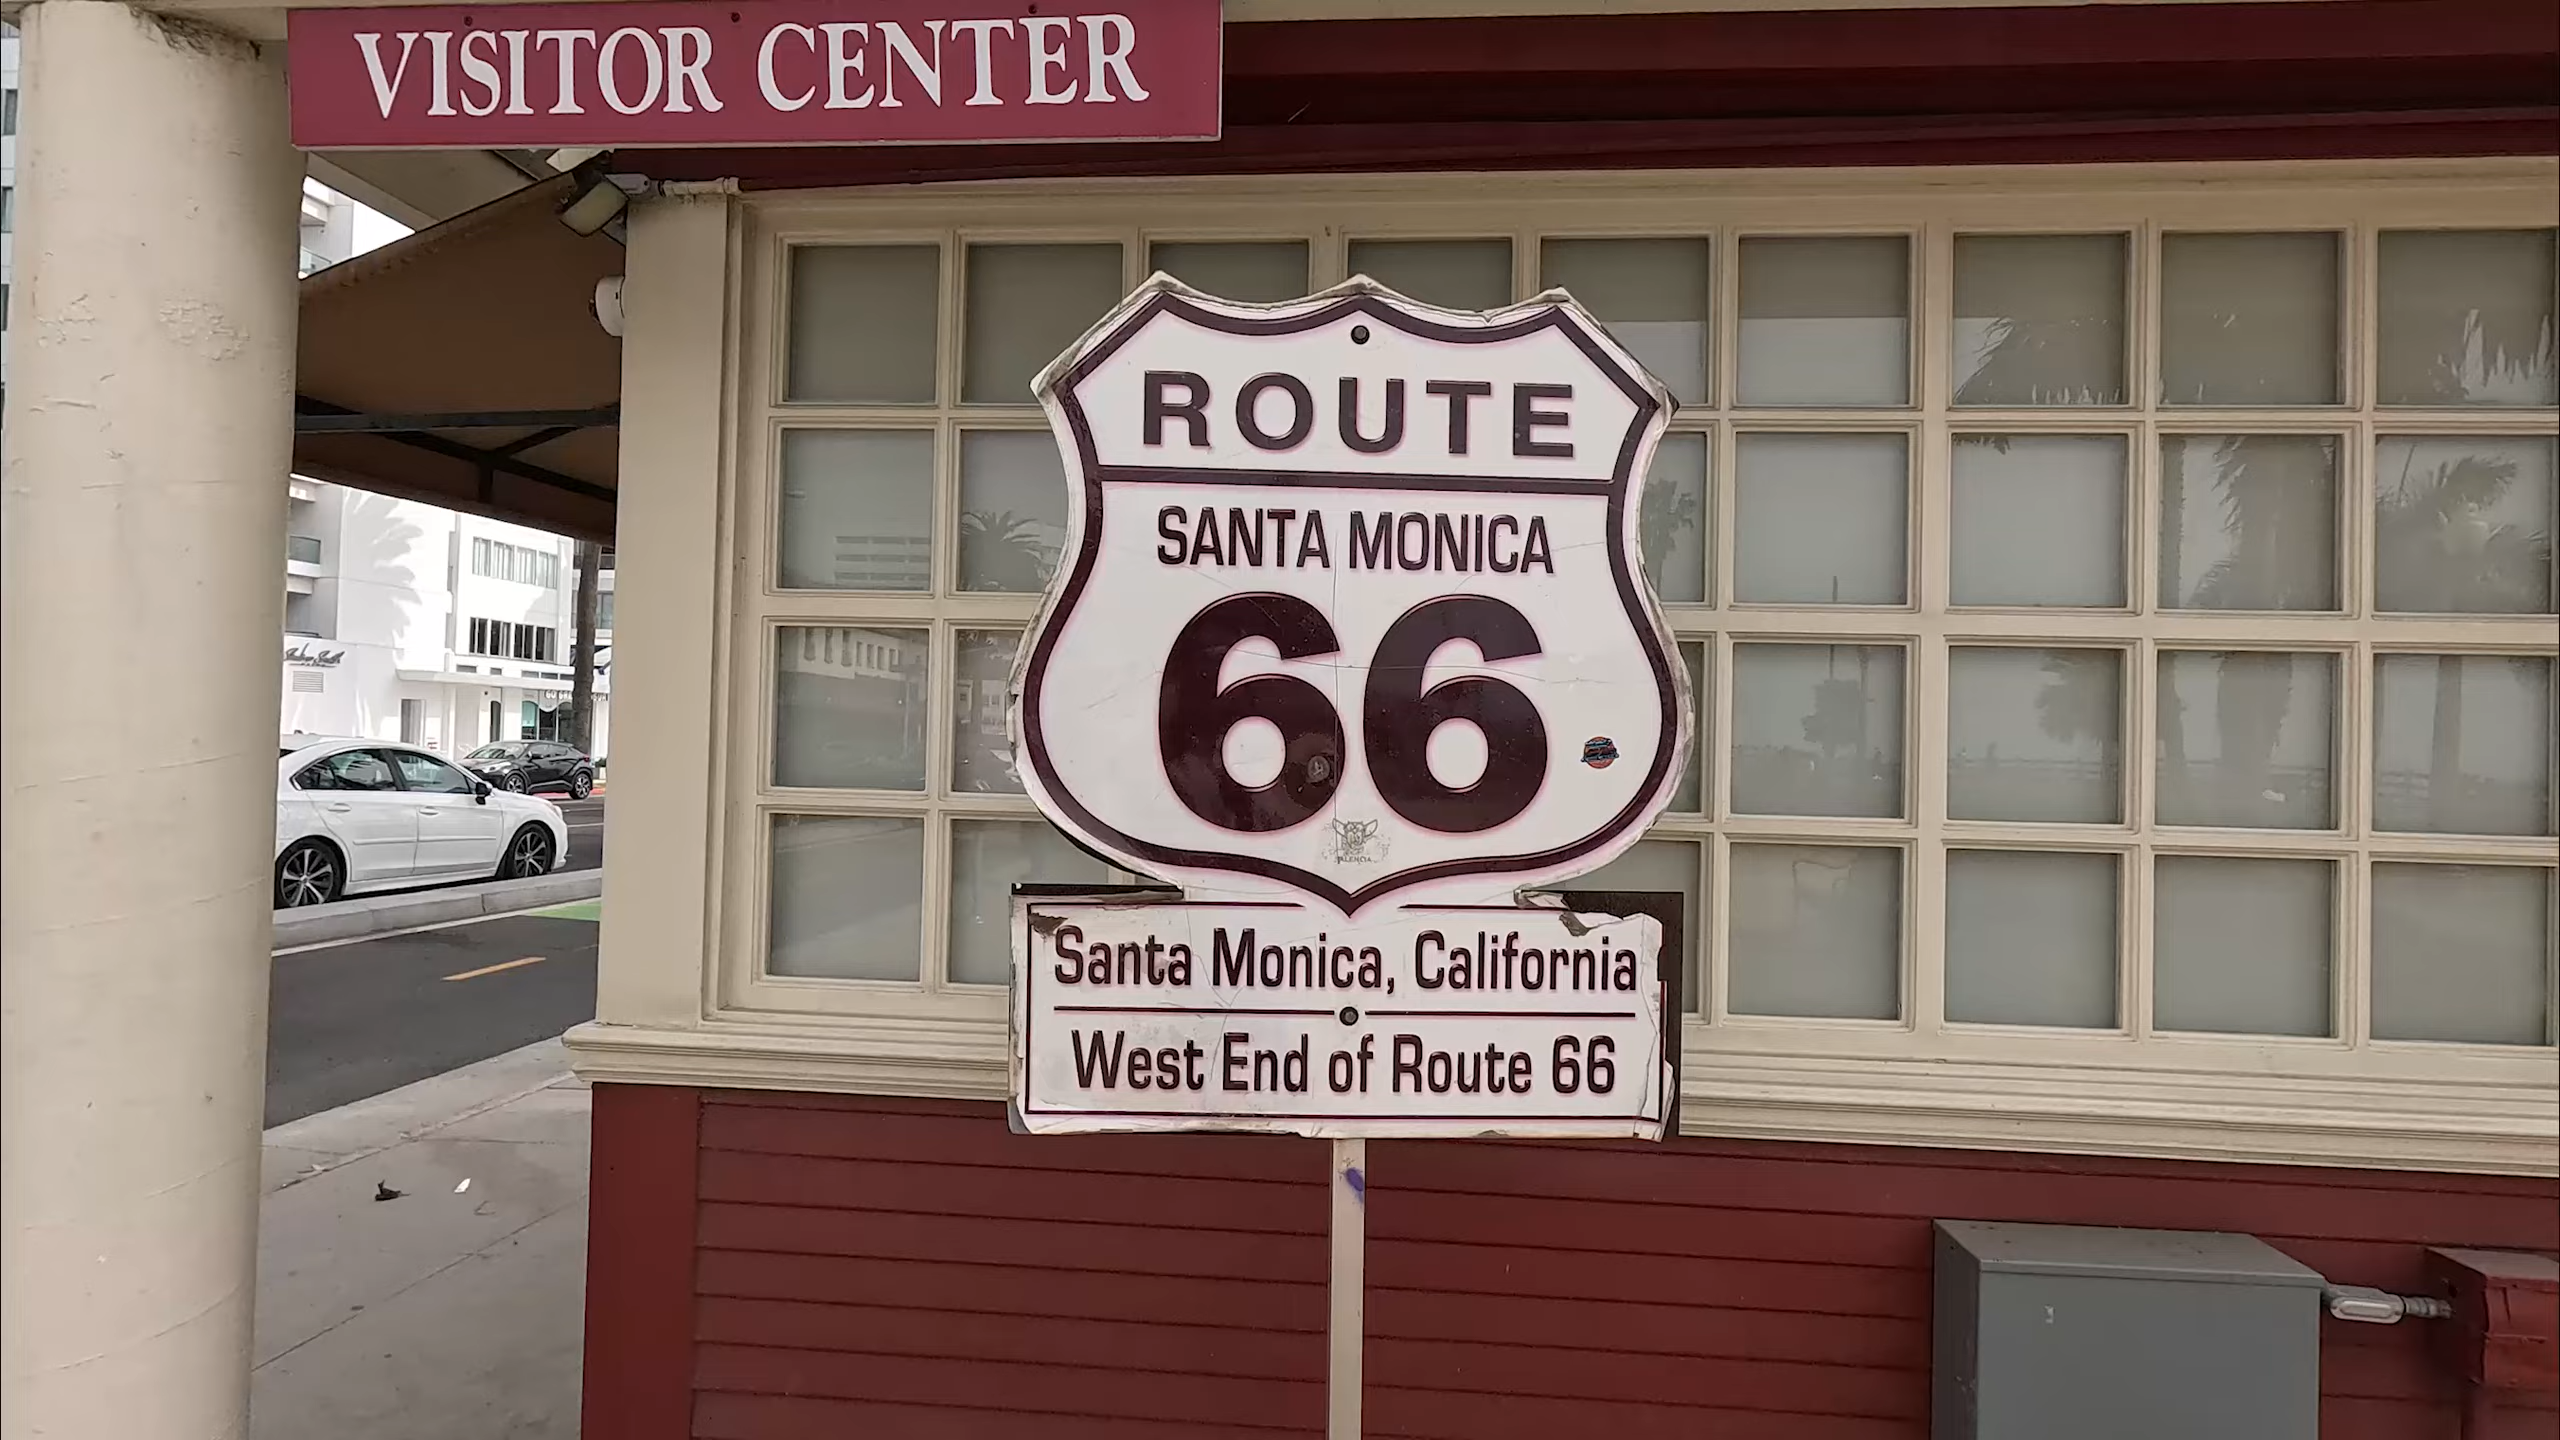 VISITOR CENTER
ROUTE
SANTA MONICA
66
Santa Monica, California
West End of Route 66